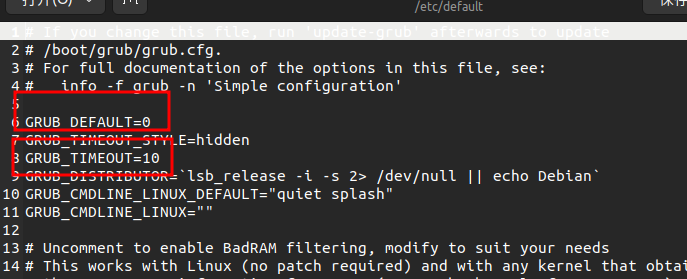 打开(O)
/etc/default
保存
1 # If you change this file, run 'update-grub' afterwards to update
2 # /boot/grub/grub.cfg.
3 # For full documentation of the options in this file, see:
4 #   info -f grub -n 'Simple configuration'
5
6 GRUB_DEFAULT=0
7 GRUB_TIMEOUT_STYLE=hidden
8 GRUB_TIMEOUT=10
9 GRUB_DISTRIBUTOR=`lsb_release -i -s 2> /dev/null || echo Debian`
10 GRUB_CMDLINE_LINUX_DEFAULT="quiet splash"
11 GRUB_CMDLINE_LINUX=""
12
13 # Uncomment to enable BadRAM filtering, modify to suit your needs
14 # This works with Linux (no patch required) and with any kernel that obtai